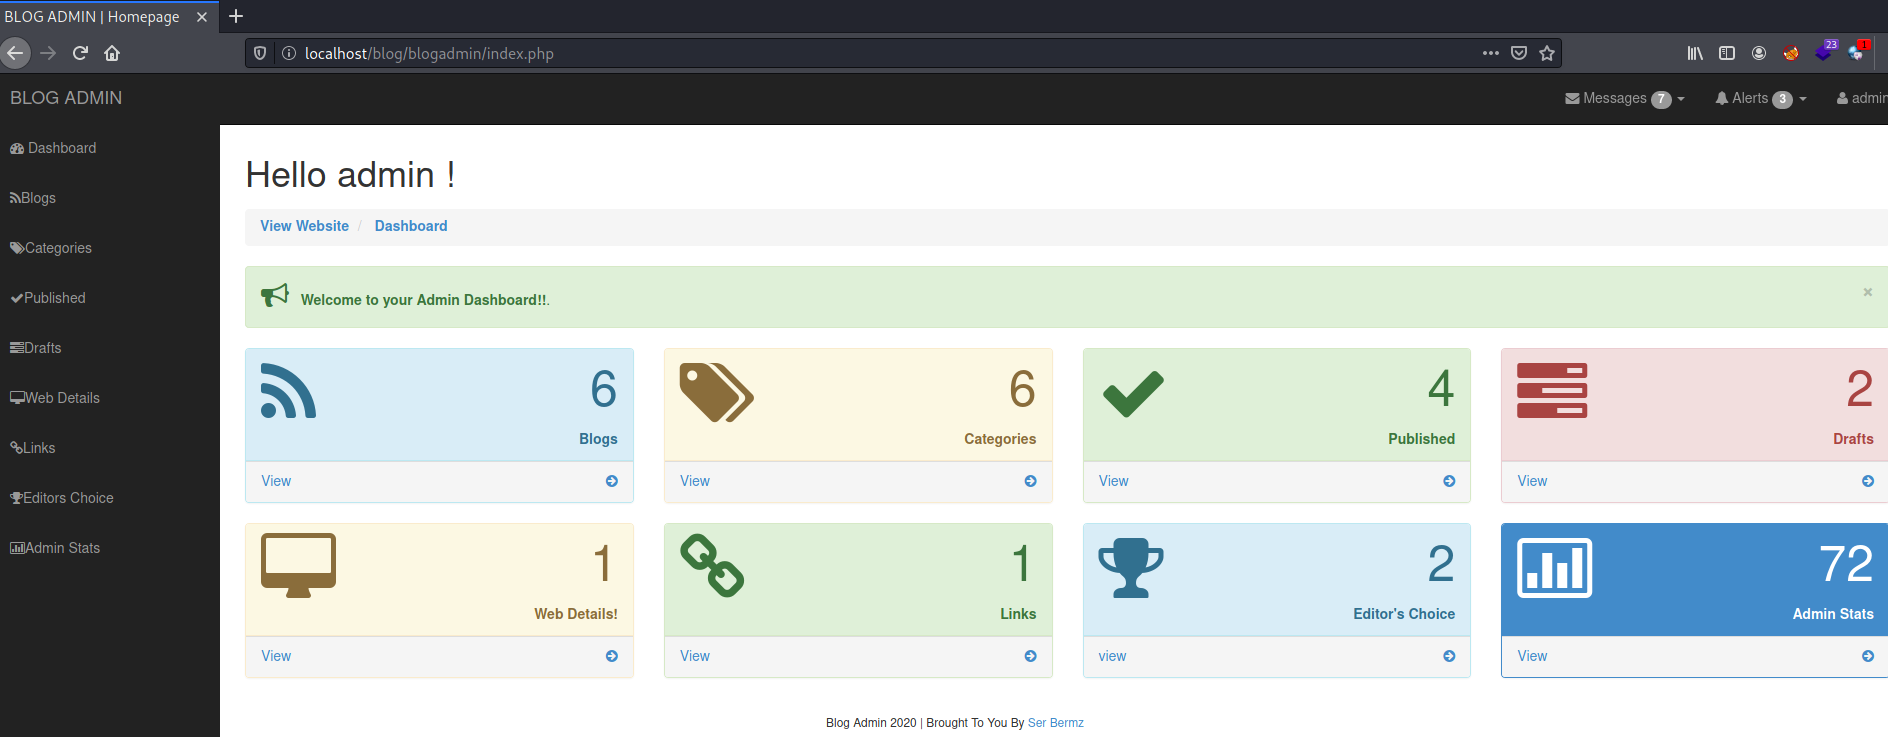 BLOG ADMIN | Homepage
localhost/blog/blogadmin/index.php
23
1
BLOG ADMIN
Messages 7
Alerts 3
admin
Dashboard
Blogs
Categories
Published
Drafts
Web Details
Links
Editors Choice
Admin Stats
Hello admin !
View Website / Dashboard
Welcome to your Admin Dashboard!!.
×
6
Blogs
View
6
Categories
View
4
Published
View
2
Drafts
View
1
Web Details!
View
1
Links
View
2
Editor's Choice
view
72
Admin Stats
View
Blog Admin 2020 | Brought To You By Ser Bermz